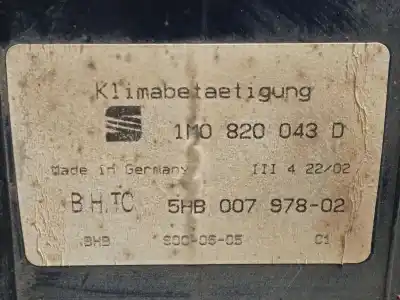 Klimabetaetigung
1M0 820 043 D
Made in Germany III 4 22/02
B.H.TC 5HB 007 978-02
BHB SOC-06-05 C1